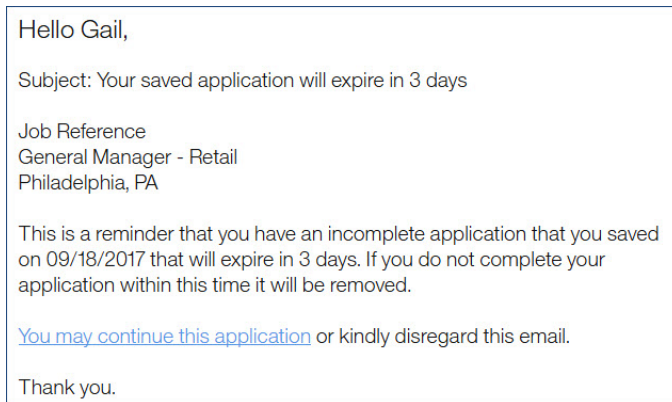 Hello Gail,
Subject: Your saved application will expire in 3 days
Job Reference
General Manager - Retail
Philadelphia, PA
This is a reminder that you have an incomplete application that you saved
on 09/18/2017 that will expire in 3 days. If you do not complete your
application within this time it will be removed.
You may continue this application or kindly disregard this email.
Thank you.